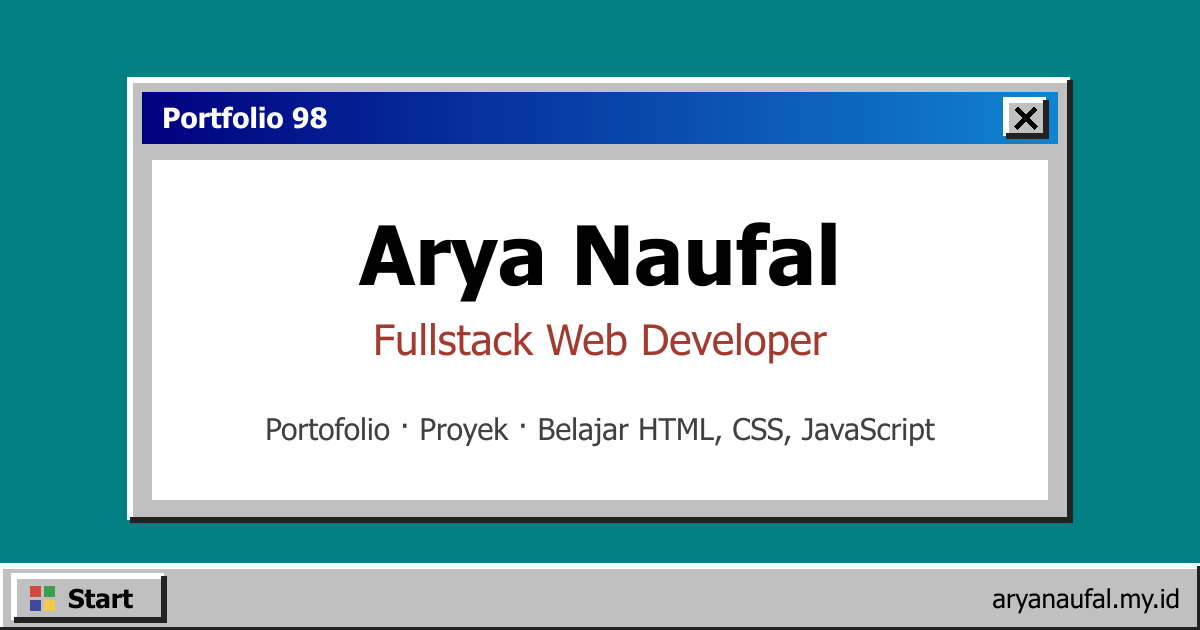 Portfolio 98
Arya Naufal
Fullstack Web Developer
Portofolio · Proyek · Belajar HTML, CSS, JavaScript
Start
aryanaufal.my.id